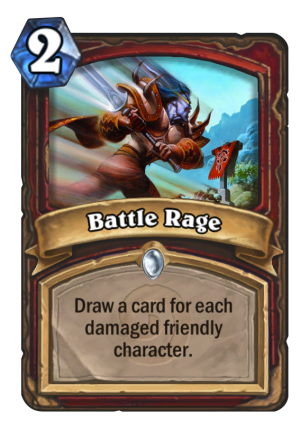 2
Battle Rage
Draw a card for each
damaged friendly
character.